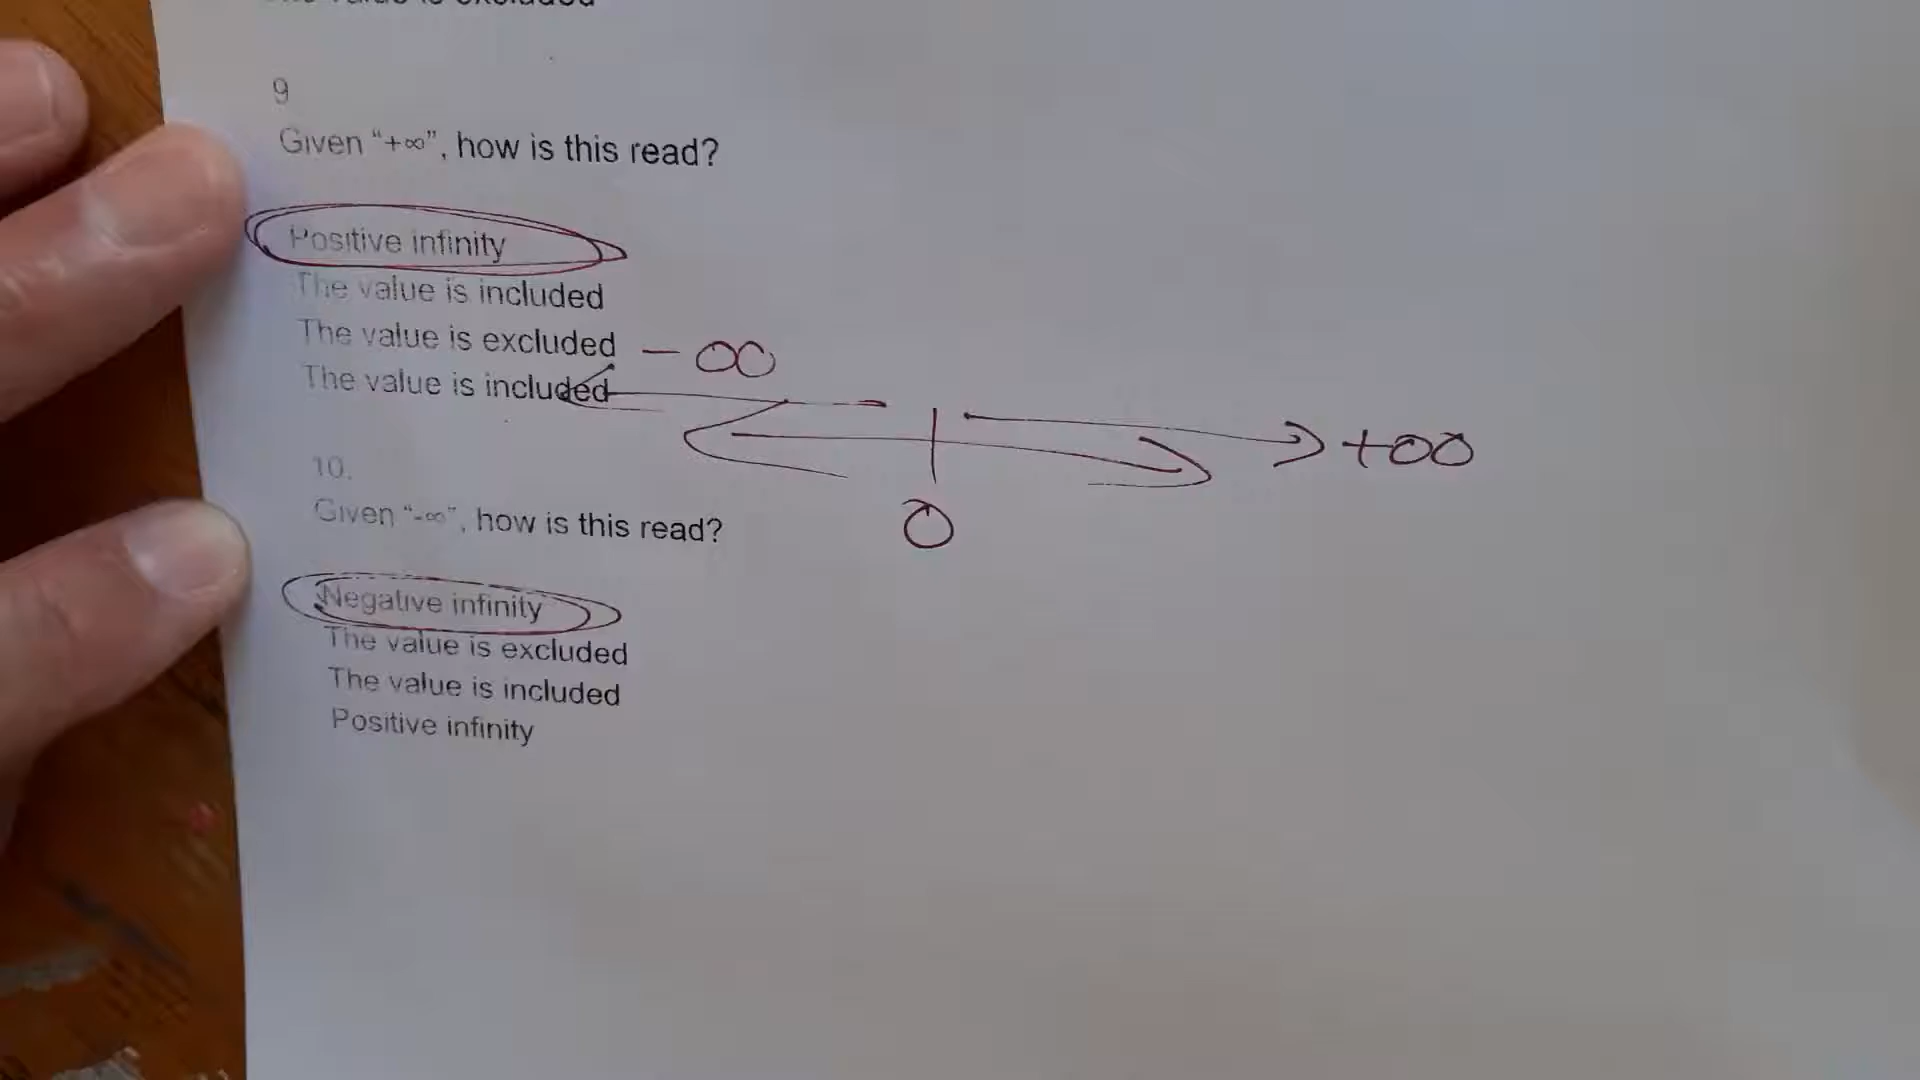 9
Given “+∞”, how is this read?
Positive infinity
The value is included
The value is excluded
The value is included
- ∞
+∞
0
10.
Given “-∞”, how is this read?
Negative infinity
The value is excluded
The value is included
Positive infinity